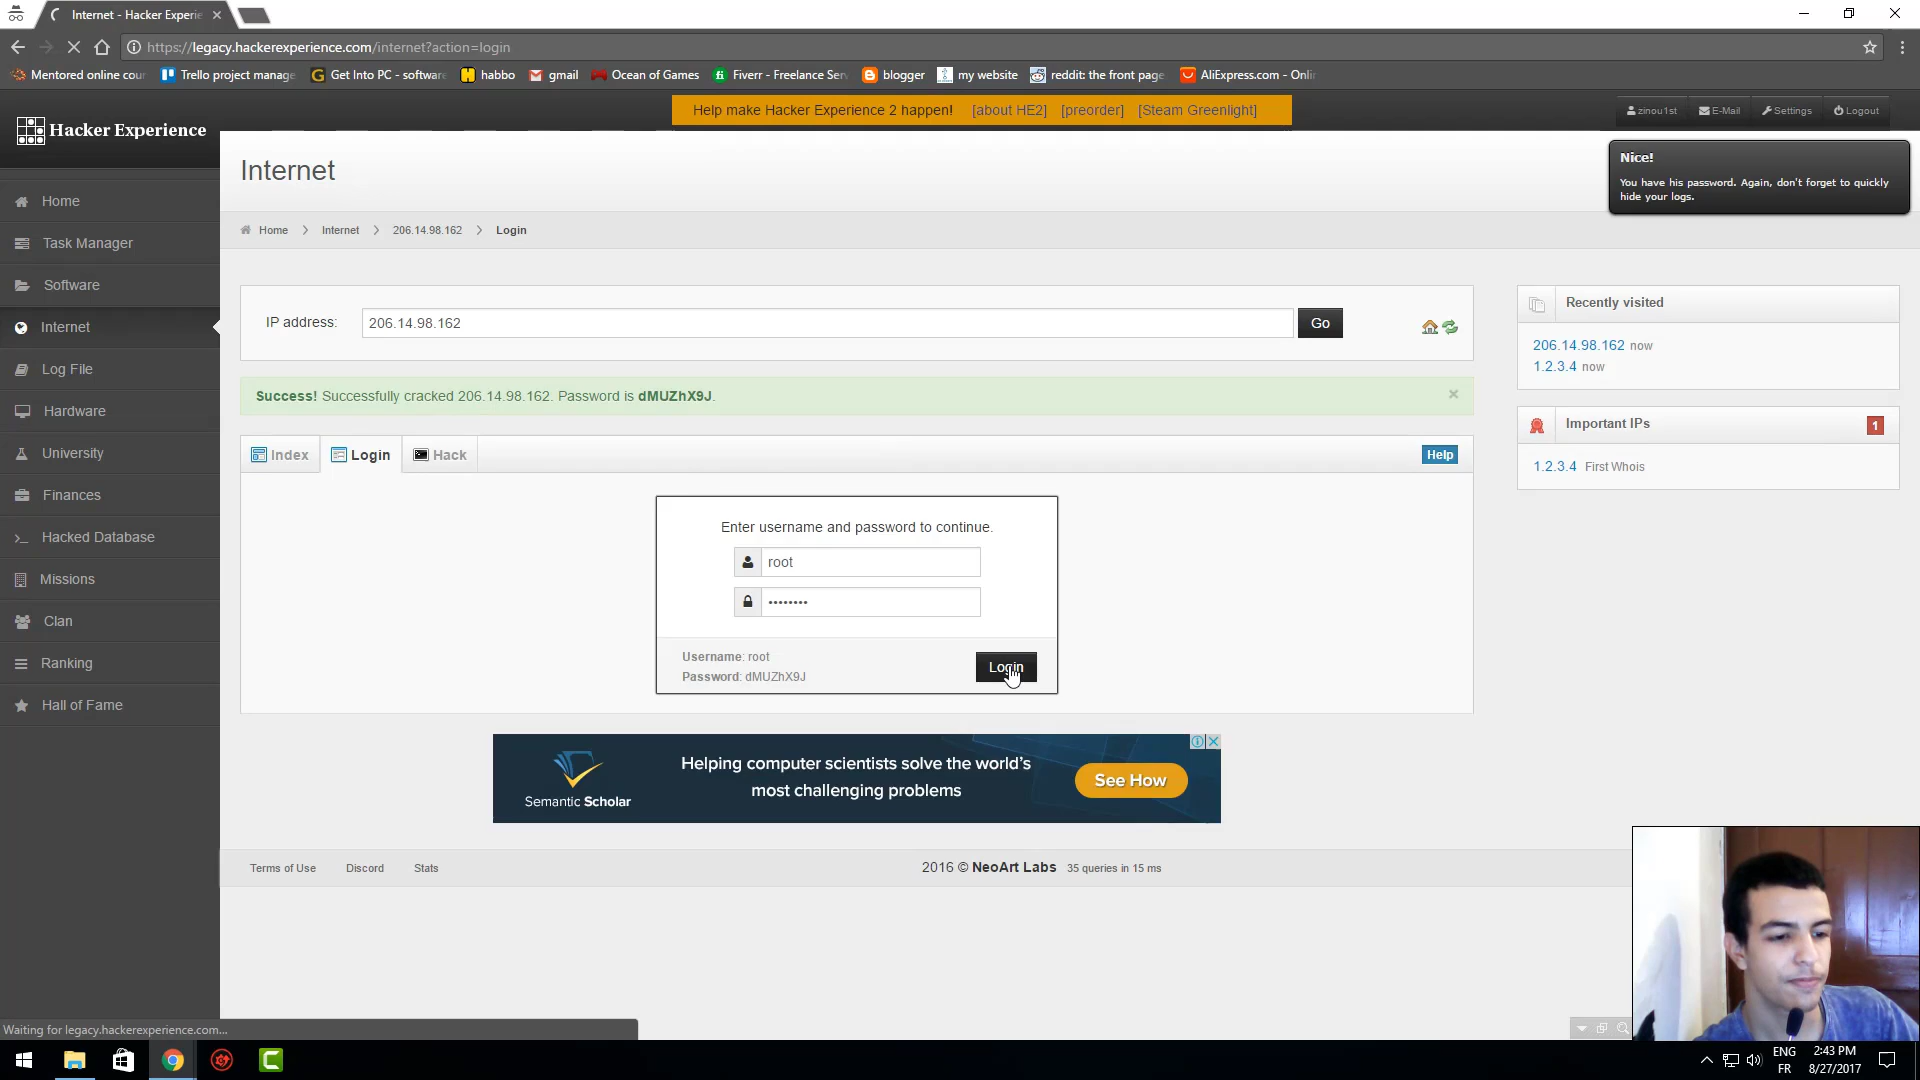 Internet - Hacker Experie
https://legacy.hackerexperience.com/internet?action=login
Mentored online cour
Trello project manage
Get Into PC - software
habbo
gmail
Ocean of Games
Fiverr - Freelance Serv
blogger
my website
reddit: the front page
AliExpress.com - Onlin
Hacker Experience
Help make Hacker Experience 2 happen! [about HE2] [preorder] [Steam Greenlight]
zinou1st
E-Mail
Settings
Logout
Nice!
You have his password. Again, don't forget to quickly
hide your logs.
Home
Task Manager
Software
Internet
Log File
Hardware
University
Finances
Hacked Database
Missions
Clan
Ranking
Hall of Fame
Internet
Home
Internet
206.14.98.162
Login
IP address:
206.14.98.162
Go
Success! Successfully cracked 206.14.98.162. Password is dMUZhX9J.
×
Index
Login
Hack
Help
Enter username and password to continue.
root
••••••••
Username: root
Password: dMUZhX9J
Login
Recently visited
206.14.98.162 now
1.2.3.4 now
Important IPs
1
1.2.3.4 First Whois
Semantic Scholar
Helping computer scientists solve the world's
most challenging problems
See How
Terms of Use
Discord
Stats
2016 © NeoArt Labs 35 queries in 15 ms
Waiting for legacy.hackerexperience.com...
ENG
FR
2:43 PM
8/27/2017